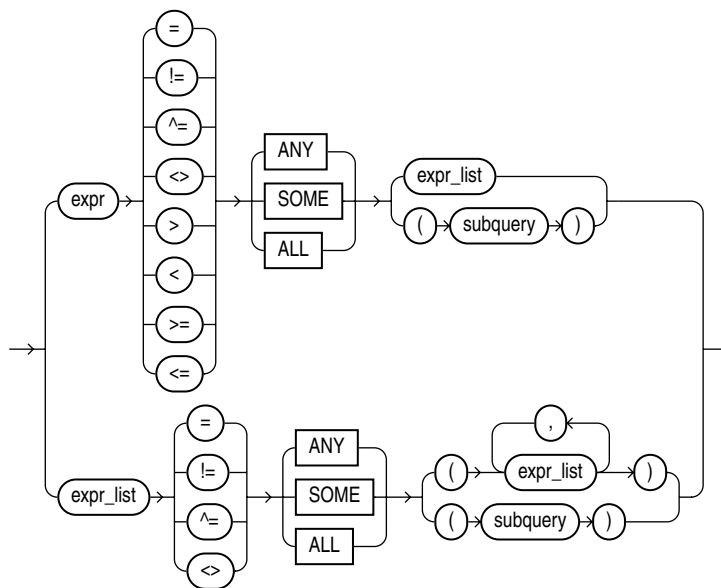 =
!=
^=
<>
>
<
>=
<=
expr
ANY
SOME
ALL
expr_list
( subquery )
expr_list
=
!=
^=
<>
ANY
SOME
ALL
,
( expr_list )
( subquery )